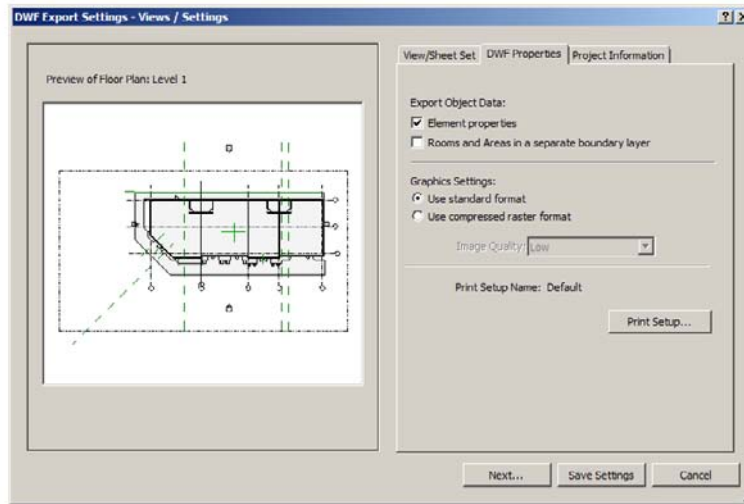 DWF Export Settings - Views / Settings
Preview of Floor Plan: Level 1
View/Sheet Set
DWF Properties
Project Information
Export Object Data:
Element properties
Rooms and Areas in a separate boundary layer
Graphics Settings:
Use standard format
Use compressed raster format
Image Quality: Low
Print Setup Name: Default
Print Setup...
Next...
Save Settings
Cancel